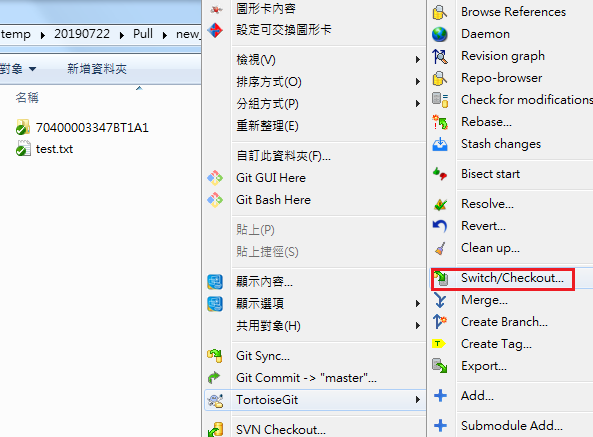 temp ▸ 20190722 ▸ Pull ▸ new_
對象 ▼ 新增資料夾
名稱
70400003347BT1A1
test.txt
圖形卡內容
設定可交換圖形卡
檢視(V)
排序方式(O)
分組方式(P)
重新整理(E)
自訂此資料夾(F)...
Git GUI Here
Git Bash Here
貼上(P)
貼上捷徑(S)
顯示內容...
顯示選項
共用對象(H)
Git Sync...
Git Commit -> "master"...
TortoiseGit
SVN Checkout...
Browse References
Daemon
Revision graph
Repo-browser
Check for modifications
Rebase...
Stash changes
Bisect start
Resolve...
Revert...
Clean up...
Switch/Checkout...
Merge...
Create Branch...
Create Tag...
Export...
Add...
Submodule Add...